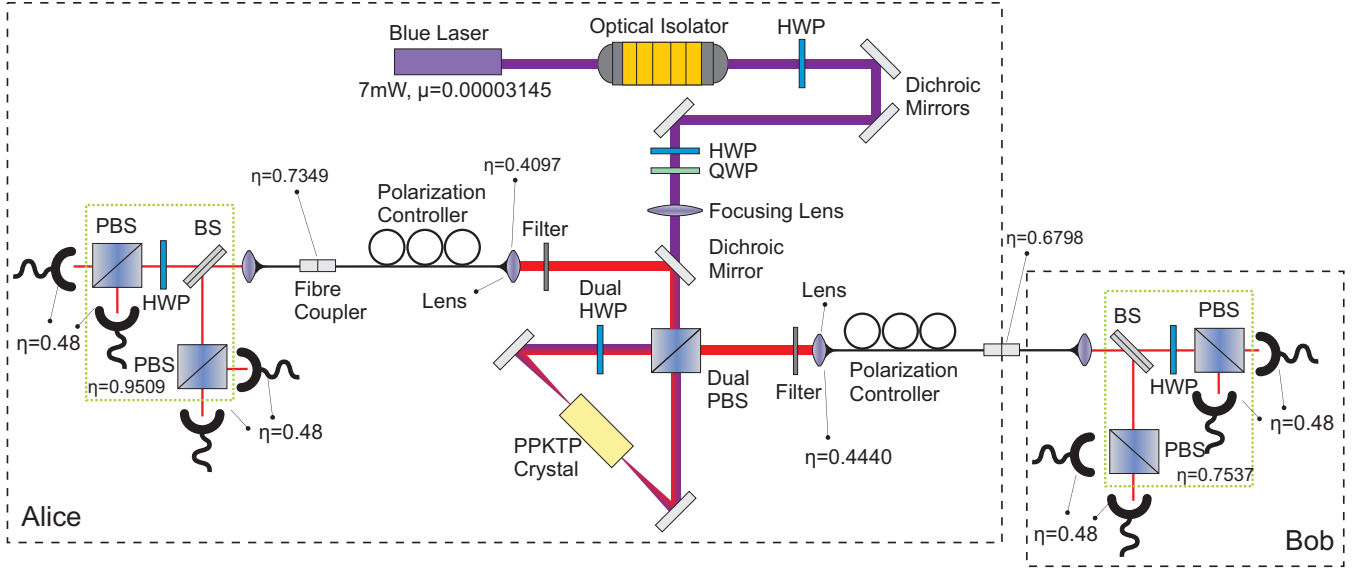 Blue Laser
7mW, μ=0.00003145
Optical Isolator
HWP
Dichroic
Mirrors
HWP
QWP
Focusing Lens
Dichroic
Mirror
η=0.7349
Polarization
Controller
η=0.4097
Filter
PBS
BS
HWP
Fibre
Coupler
Lens
η=0.48
PBS
η=0.9509
η=0.48
Dual
HWP
Dual
PBS
PPKTP
Crystal
Lens
Filter
Polarization
Controller
η=0.4440
η=0.6798
BS
PBS
HWP
η=0.48
PBS
η=0.7537
η=0.48
Alice
Bob